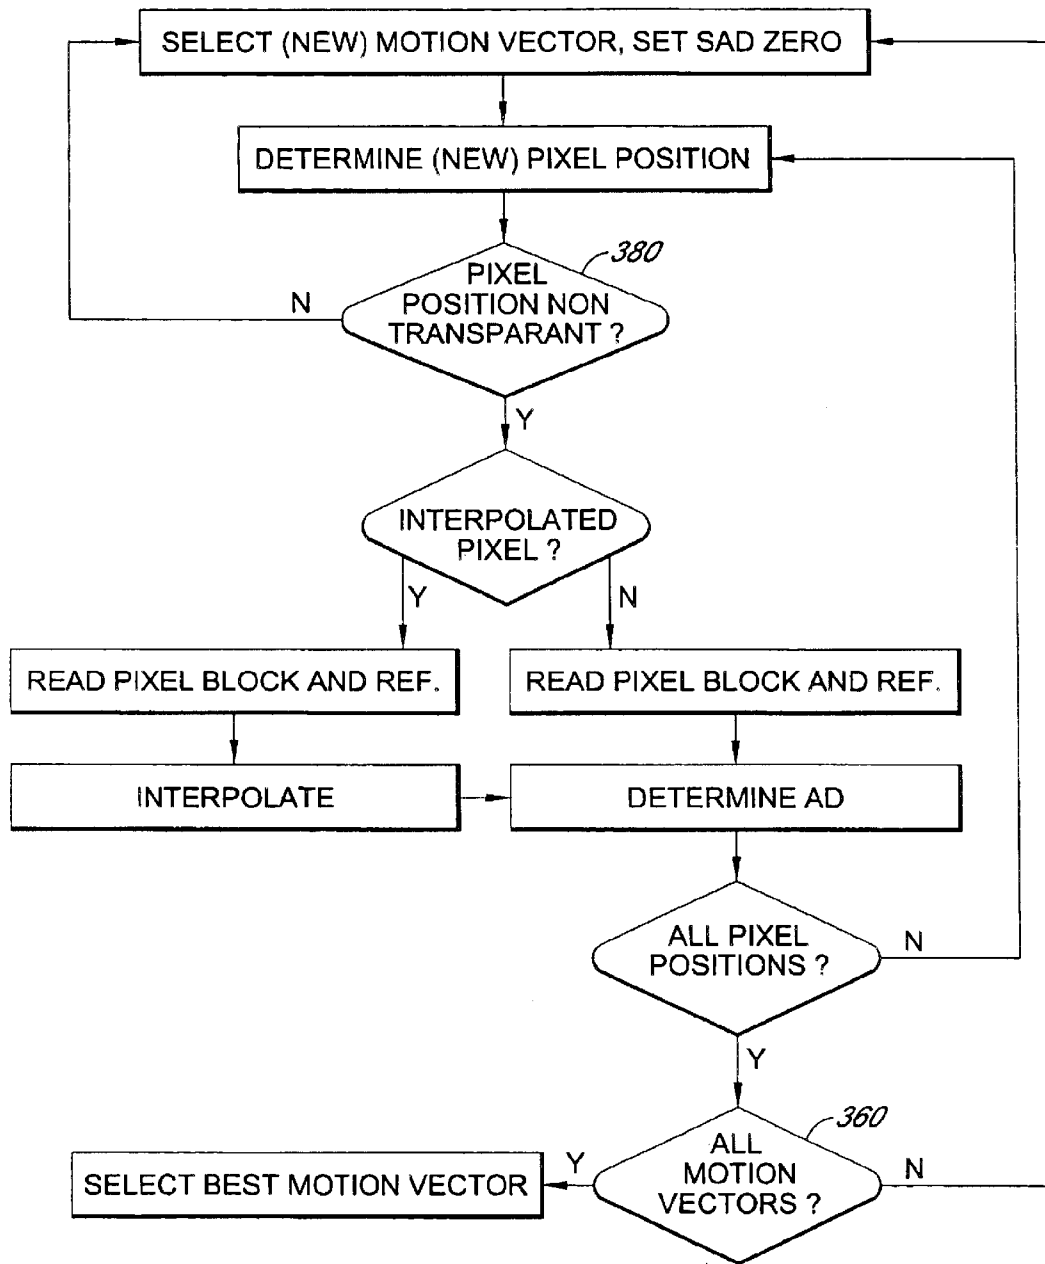 SELECT (NEW) MOTION VECTOR, SET SAD ZERO
DETERMINE (NEW) PIXEL POSITION
380
PIXEL
POSITION NON
TRANSPARANT ?
N
Y
INTERPOLATED
PIXEL ?
Y
N
READ PIXEL BLOCK AND REF.
READ PIXEL BLOCK AND REF.
INTERPOLATE
DETERMINE AD
ALL PIXEL
POSITIONS ?
N
Y
360
ALL
MOTION
VECTORS ?
Y
N
SELECT BEST MOTION VECTOR